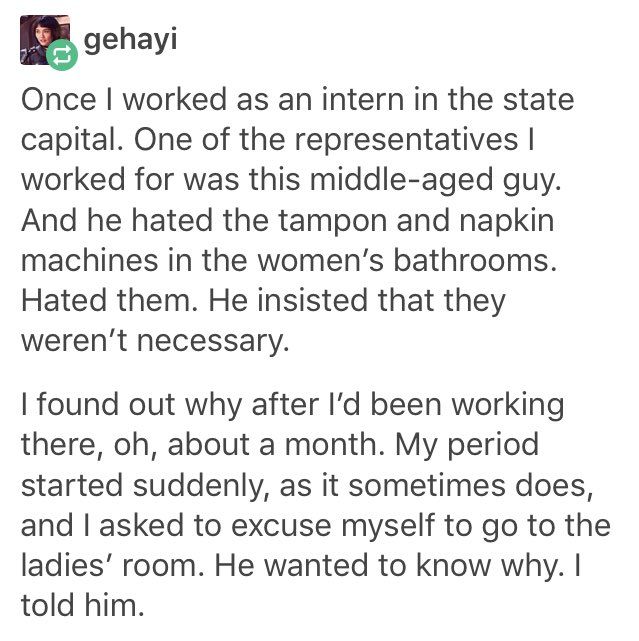 gehayi
Once I worked as an intern in the state
capital. One of the representatives I
worked for was this middle-aged guy.
And he hated the tampon and napkin
machines in the women’s bathrooms.
Hated them. He insisted that they
weren’t necessary.
I found out why after I’d been working
there, oh, about a month. My period
started suddenly, as it sometimes does,
and I asked to excuse myself to go to the
ladies’ room. He wanted to know why. I
told him.